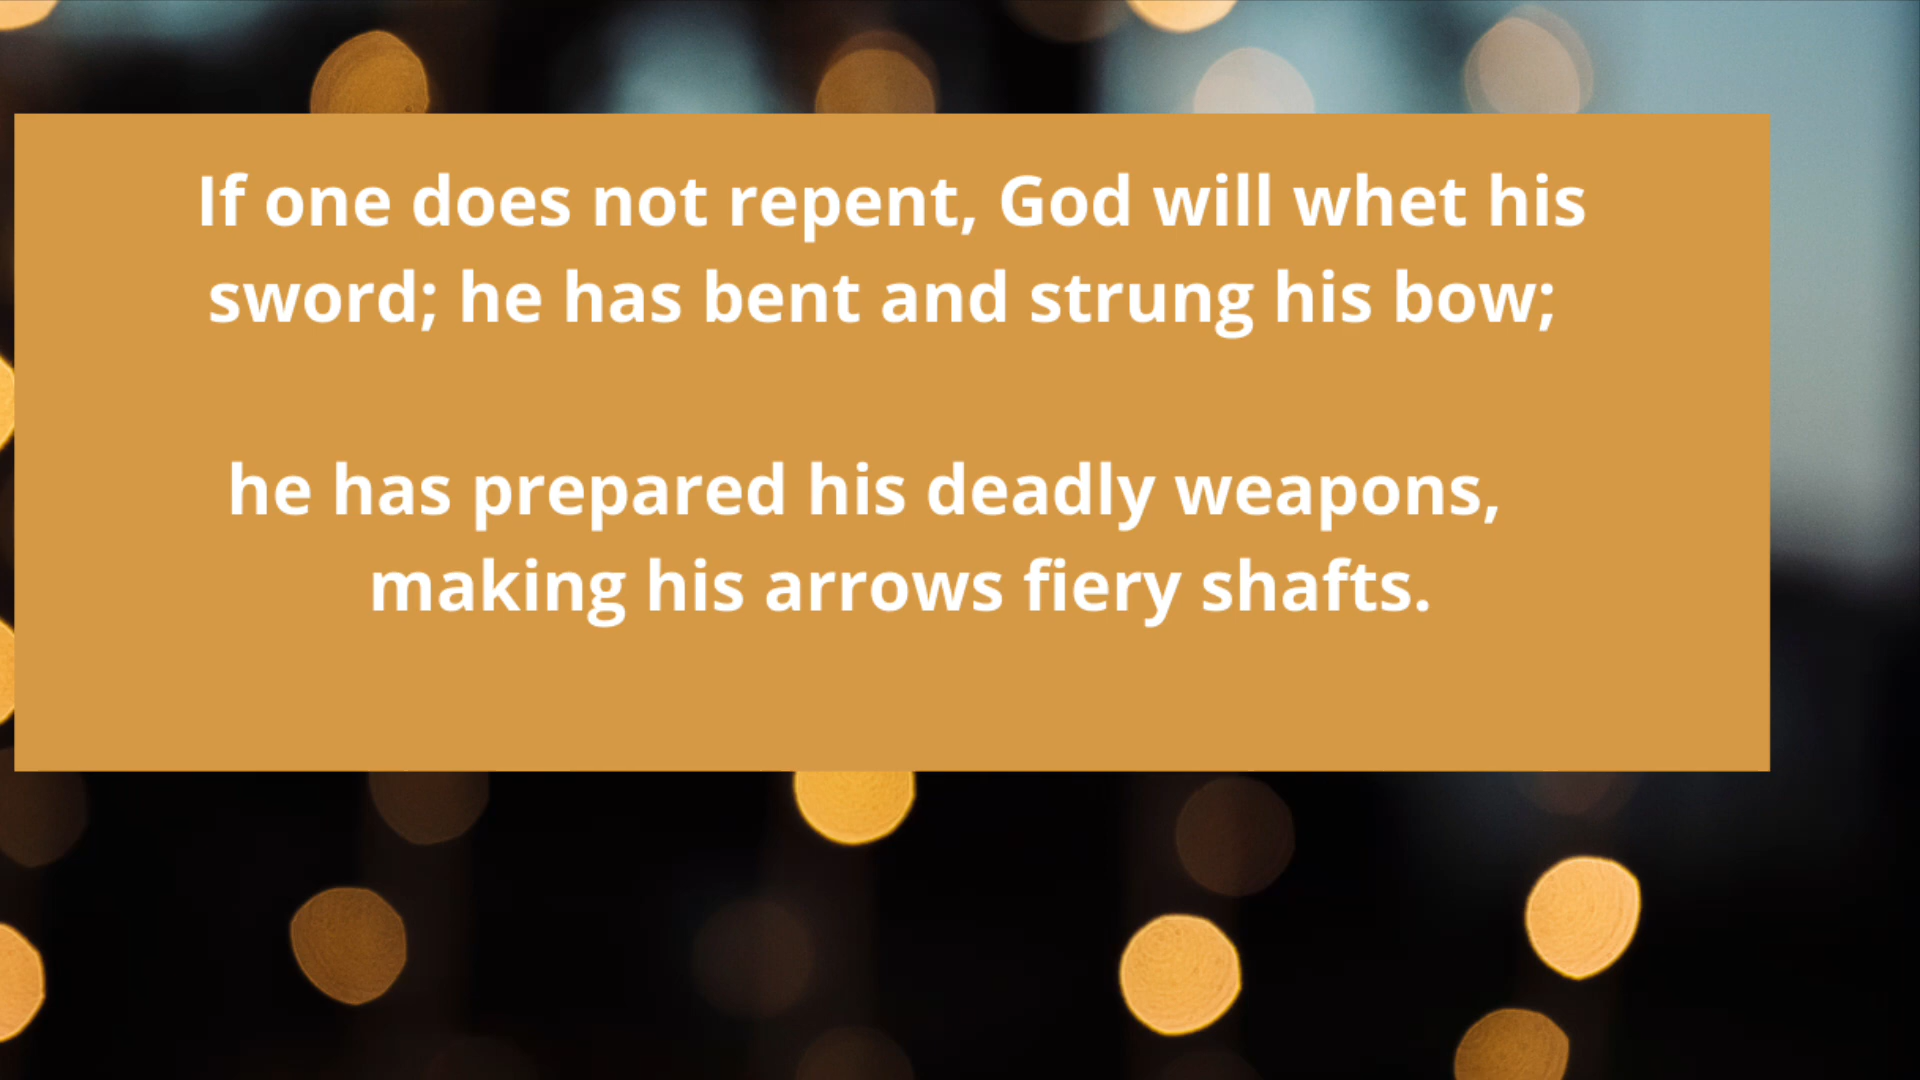 If one does not repent, God will whet his
sword; he has bent and strung his bow;
he has prepared his deadly weapons,
making his arrows fiery shafts.